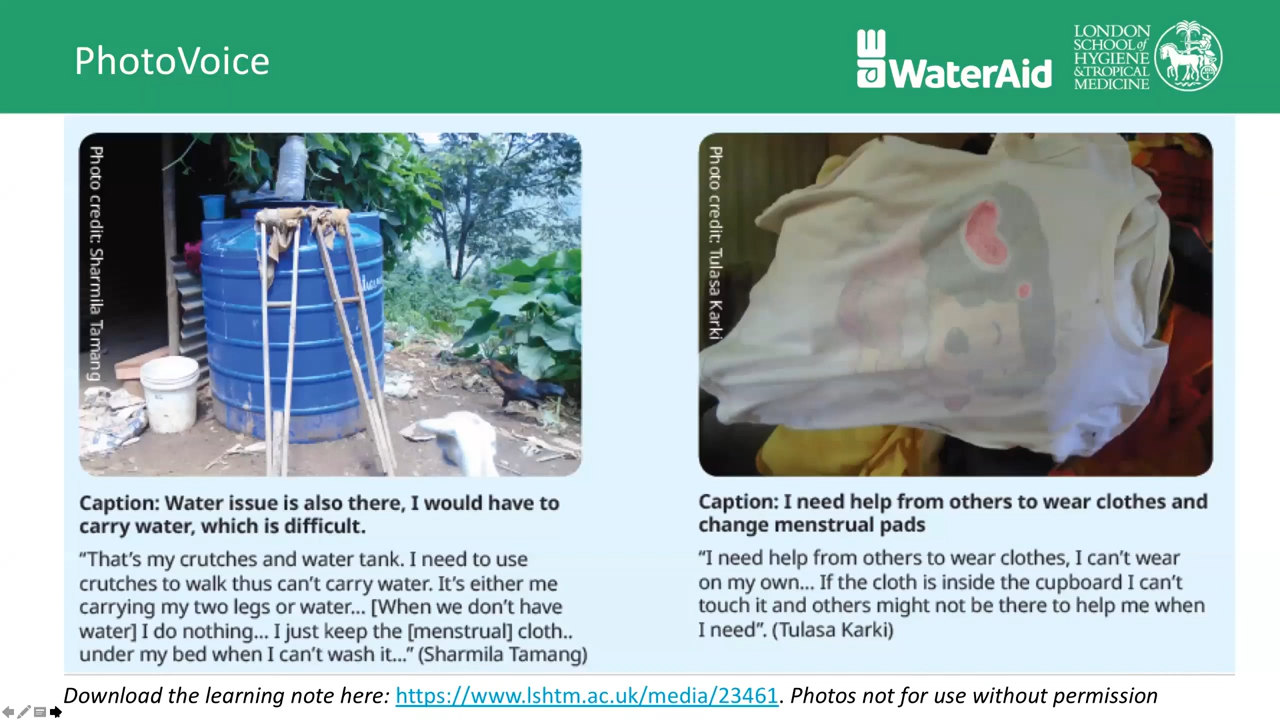 PhotoVoice
WaterAid
LONDON
SCHOOL of
HYGIENE
& TROPICAL
MEDICINE
Photo credit: Sharmila Tamang
Caption: Water issue is also there, I would have to
carry water, which is difficult.
“That’s my crutches and water tank. I need to use
crutches to walk thus can’t carry water. It’s either me
carrying my two legs or water... [When we don’t have
water] I do nothing... I just keep the [menstrual] cloth..
under my bed when I can’t wash it...” (Sharmila Tamang)
Photo credit: Tulasa Karki
Caption: I need help from others to wear clothes and
change menstrual pads
“I need help from others to wear clothes, I can’t wear
on my own... If the cloth is inside the cupboard I can’t
touch it and others might not be there to help me when
I need”. (Tulasa Karki)
Download the learning note here: https://www.lshtm.ac.uk/media/23461. Photos not for use without permission